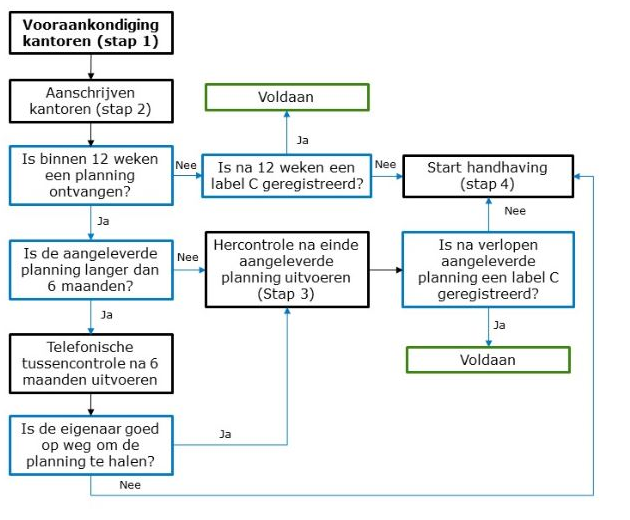 Vooraankondiging
kantoren (stap 1)
Aanschrijven
kantoren (stap 2)
Voldaan
Ja
Is binnen 12 weken
een planning
ontvangen?
Nee
Is na 12 weken een
label C geregistreerd?
Nee
Start handhaving
(stap 4)
Ja
Nee
Is de aangeleverde
planning langer dan
6 maanden?
Nee
Hercontrole na einde
aangeleverde
planning uitvoeren
(Stap 3)
Is na verlopen
aangeleverde
planning een label C
geregistreerd?
Ja
Ja
Telefonische
tussencontrole na 6
maanden uitvoeren
Voldaan
Is de eigenaar goed
op weg om de
planning te halen?
Ja
Nee